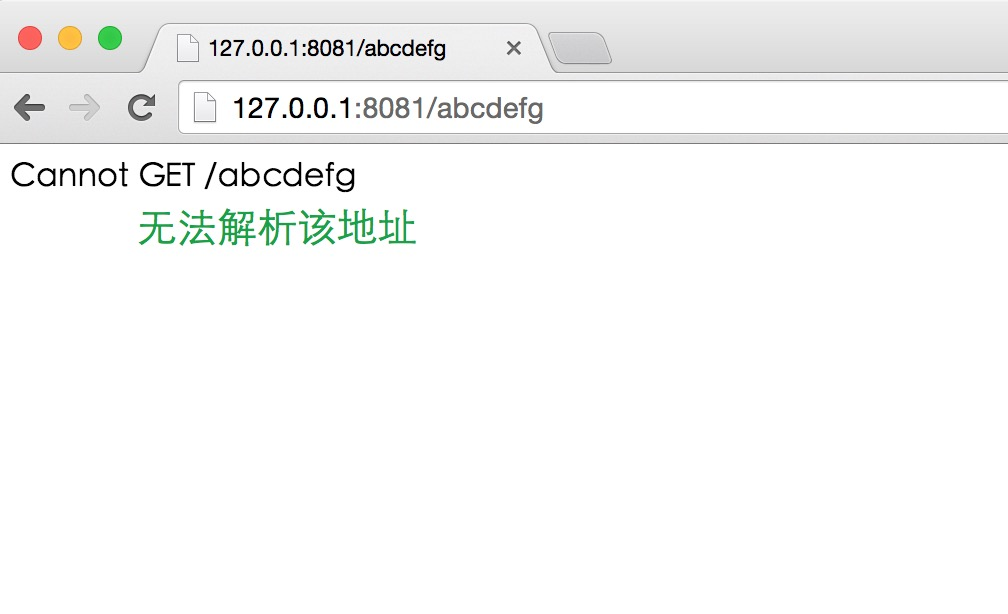 127.0.0.1:8081/abcdefg
127.0.0.1:8081/abcdefg
Cannot GET /abcdefg
无法解析该地址